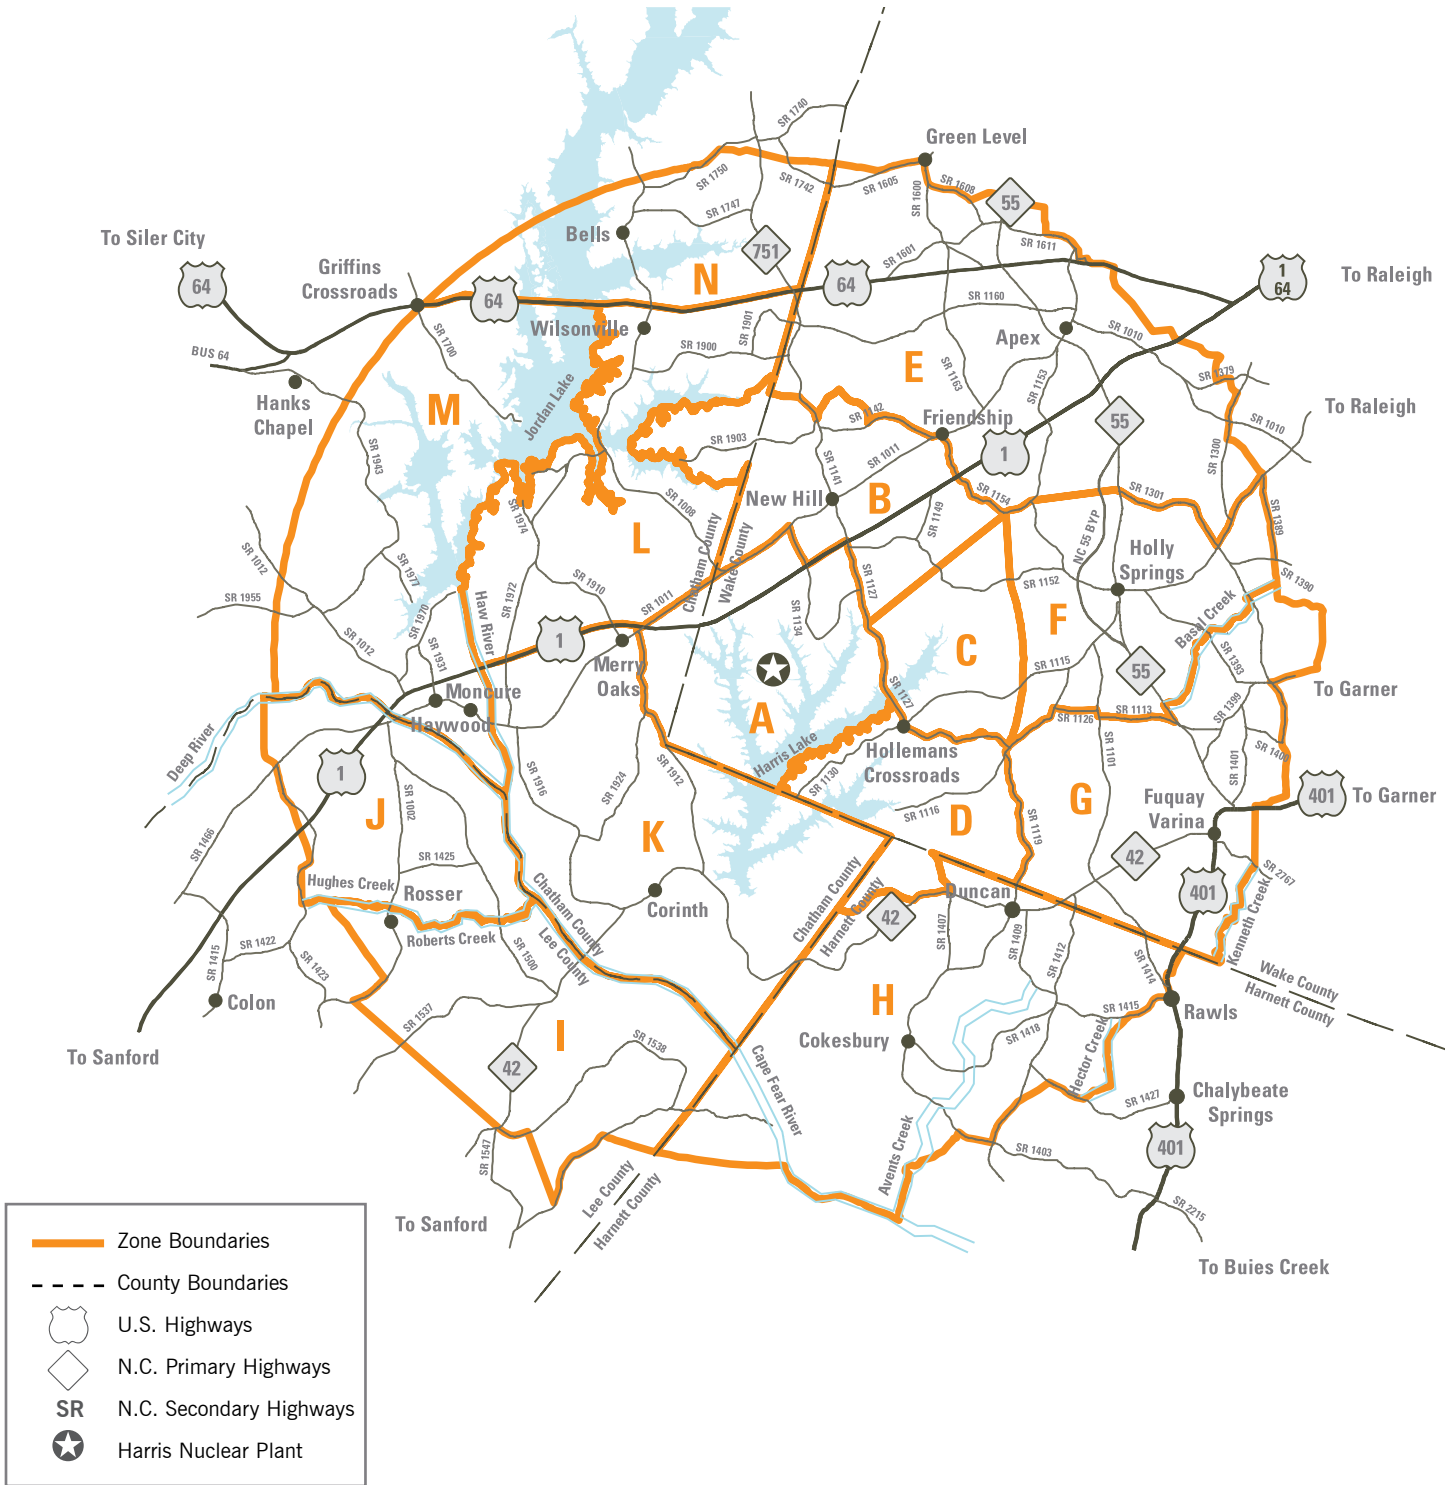 SR 1740
Green Level
SR 1750
SR 1742
SR 1605
SR 1600
SR 1608
55
SR 1747
To Siler City
Bells
751
SR 1611
Griffins
Crossroads
N
SR 1601
1
64
To Raleigh
64
64
64
SR 1160
SR 1901
Wilsonville
SR 1700
SR 1900
Apex
SR 1010
BUS 64
E
SR 1163
SR 1153
SR 1379
Hanks
Chapel
M
Jordan Lake
SR 1142
Friendship
55
To Raleigh
SR 1010
SR 1943
SR 1903
SR 1141
SR 1011
1
SR 1300
New Hill
B
SR 1154
SR 1301
SR 1008
SR 1974
SR 1149
NC 55 BYP
SR 1389
L
Chatham County
Wake County
Holly
Springs
SR 1012
SR 1977
SR 1910
SR 1127
SR 1152
SR 1390
SR 1955
SR 1970
Haw River
SR 1972
SR 1011
SR 1134
F
Basal Creek
SR 1012
SR 1931
1
Merry
Oaks
C
SR 1115
55
SR 1393
Moncure
Haywood
A
SR 1127
To Garner
SR 1399
SR 1126
SR 1113
Deep River
Harris Lake
Hollemans
Crossroads
SR 1400
1
SR 1916
SR 1924
SR 1912
SR 1130
SR 1101
SR 1401
J
SR 1002
SR 1116
D
G
Fuquay
Varina
401
To Garner
SR 1466
K
SR 1119
SR 1425
42
SR 2767
Hughes Creek
Rosser
Corinth
Chatham County
Harnett County
Duncan
401
Chatham County
Lee County
42
SR 1407
SR 1409
Kenneth Creek
Roberts Creek
SR 1415
SR 1422
SR 1423
SR 1500
SR 1412
SR 1414
Wake County
Harnett County
Colon
H
SR 1415
Rawls
SR 1537
I
SR 1538
Cokesbury
SR 1418
Hector Creek
To Sanford
42
Cape Fear River
Chalybeate
Springs
SR 1427
Avents Creek
SR 1547
SR 1403
401
Lee County
Harnett County
SR 2215
To Sanford
To Buies Creek
Zone Boundaries
County Boundaries
U.S. Highways
N.C. Primary Highways
SR N.C. Secondary Highways
Harris Nuclear Plant